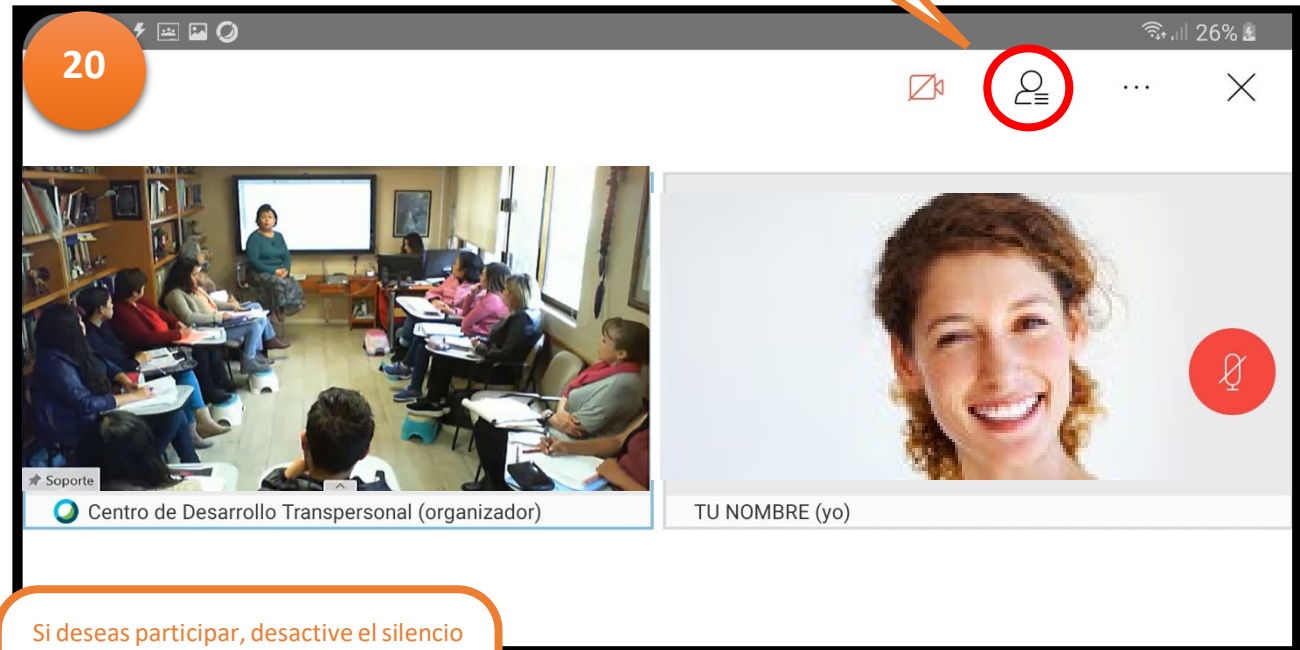 20
26%
Soporte
Centro de Desarrollo Transpersonal (organizador)
TU NOMBRE (yo)
Si deseas participar, desactive el silencio